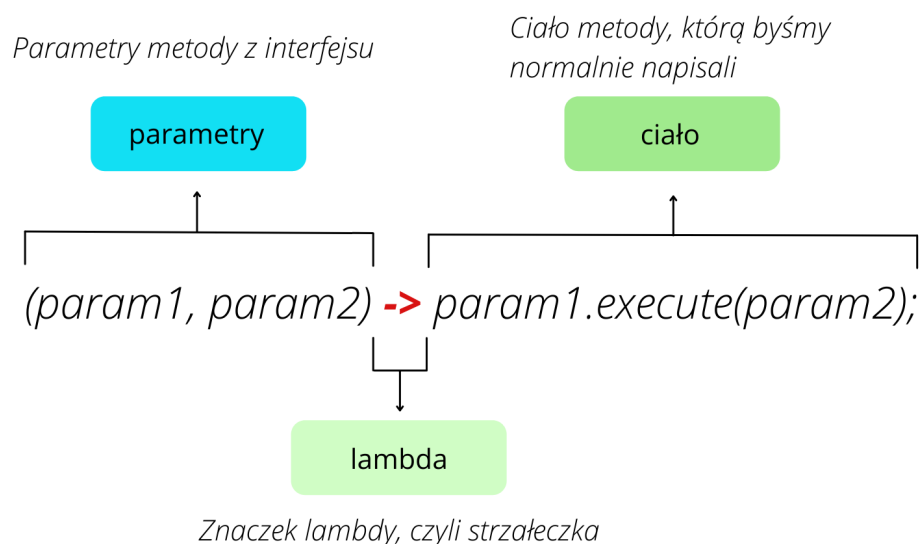 Parametry metody z interfejsu
Ciało metody, którą byśmy
normalnie napisali
parametry
ciało
(param1, param2) -> param1.execute(param2);
lambda
Znaczek lambdy, czyli strzałeczka